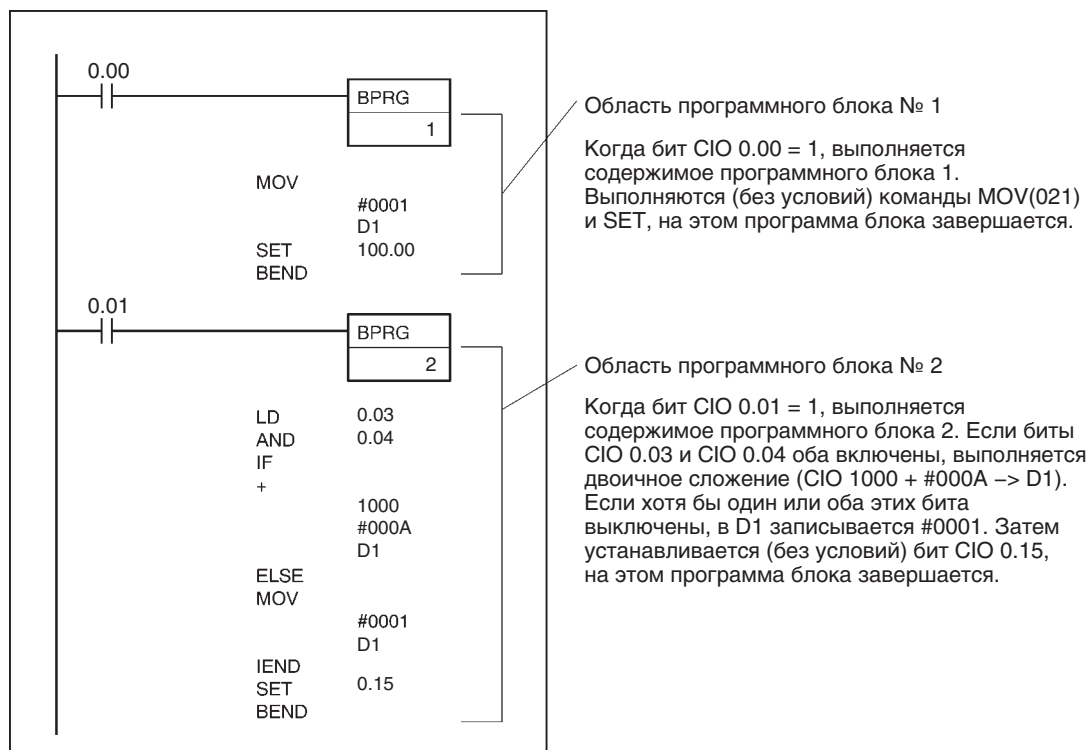 0.00
BPRG
1
MOV
#0001
D1
SET 100.00
BEND
Область программного блока № 1
Когда бит CIO 0.00 = 1, выполняется
содержимое программного блока 1.
Выполняются (без условий) команды MOV(021)
и SET, на этом программа блока завершается.
0.01
BPRG
2
LD 0.03
AND 0.04
IF
+
1000
#000A
D1
ELSE
MOV
#0001
D1
IEND
SET 0.15
BEND
Область программного блока № 2
Когда бит CIO 0.01 = 1, выполняется
содержимое программного блока 2. Если биты
CIO 0.03 и CIO 0.04 оба включены, выполняется
двоичное сложение (CIO 1000 + #000A –> D1).
Если хотя бы один или оба этих бита
выключены, в D1 записывается #0001. Затем
устанавливается (без условий) бит CIO 0.15,
на этом программа блока завершается.